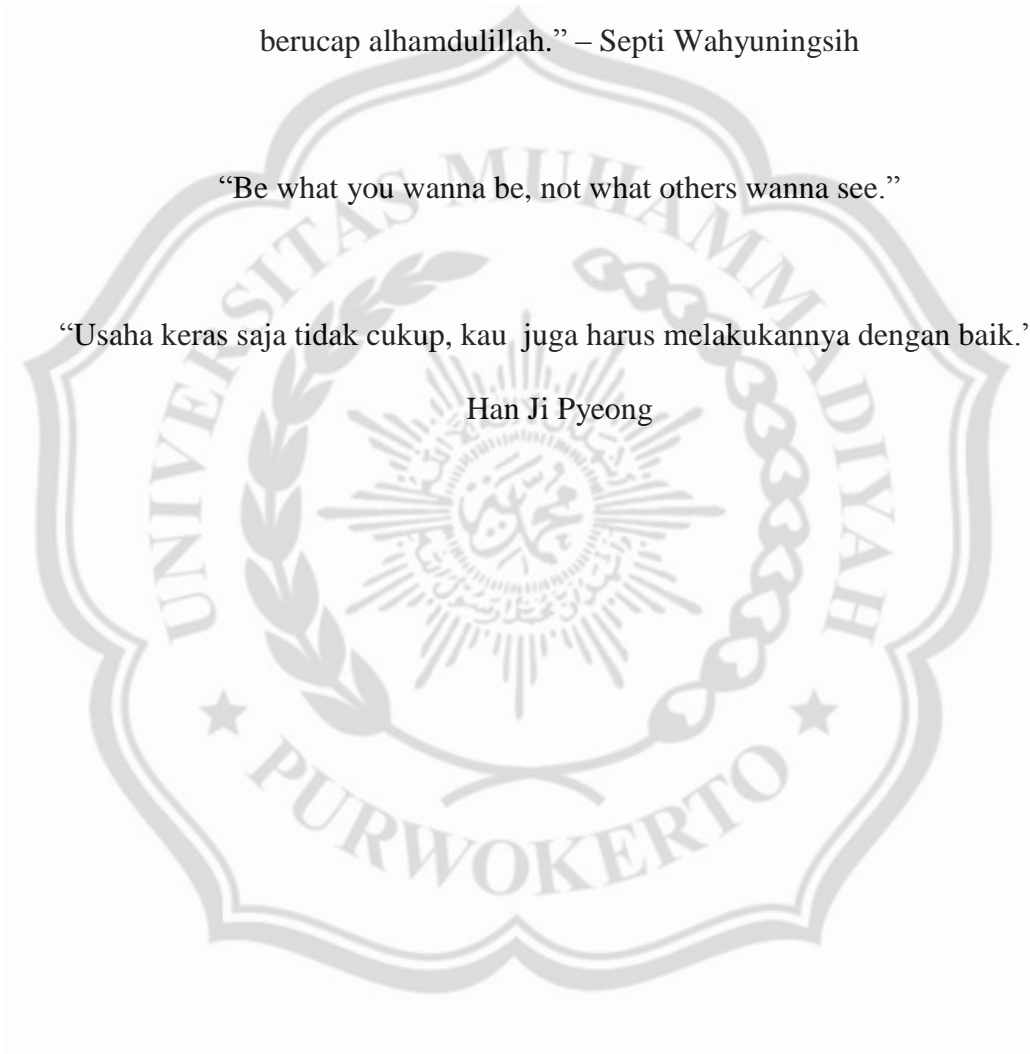 berucap alhamdulillah.” – Septi Wahyuningsih
“Be what you wanna be, not what others wanna see.”
“Usaha keras saja tidak cukup, kau  juga harus melakukannya dengan baik.’
Han Ji Pyeong
UNIVERSITAS MUHAMMADIYAH
PURWOKERTO